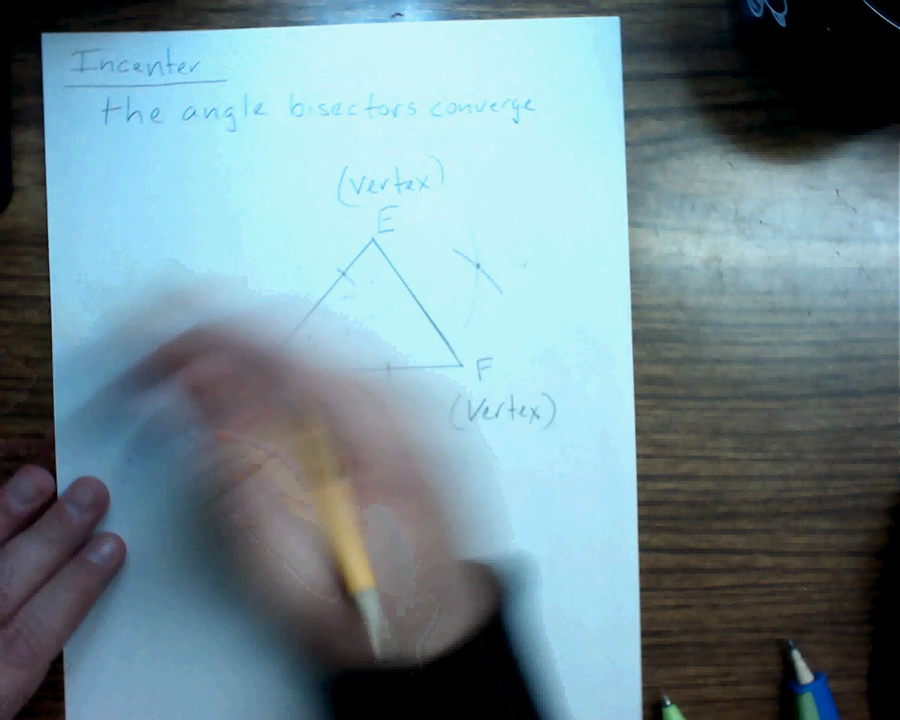 Incenter
the angle bisectors converge
(vertex)
E
F
(Vertex)